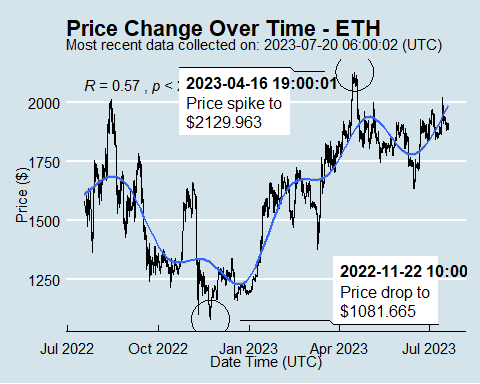 Price Change Over Time - ETH
Most recent data collected on: 2023-07-20 06:00:02 (UTC)
R = 0.57 , p <
2023-04-16 19:00:01
Price spike to
$2129.963
2000
1750
1500
1250
Price ($)
2022-11-22 10:00
Price drop to
$1081.665
Jul 2022
Oct 2022
Jan 2023
Apr 2023
Jul 2023
Date Time (UTC)